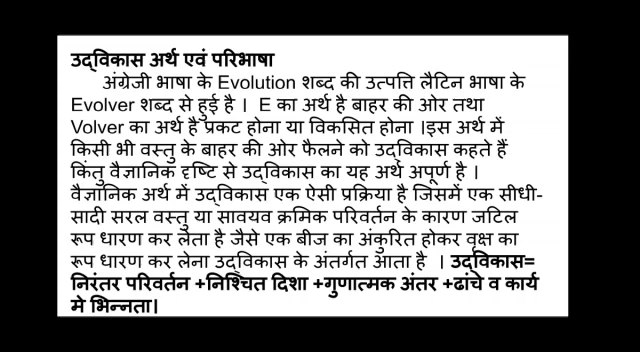 उद्विकास अर्थ एवं परिभाषा
अंग्रेजी भाषा के Evolution शब्द की उत्पत्ति लैटिन भाषा के
Evolver शब्द से हुई है । E का अर्थ है बाहर की ओर तथा
Volver का अर्थ है प्रकट होना या विकसित होना ।इस अर्थ में
किसी भी वस्तु के बाहर की ओर फैलने को उद्विकास कहते हैं
किंतु वैज्ञानिक दृष्टि से उद्विकास का यह अर्थ अपूर्ण है ।
वैज्ञानिक अर्थ में उद्विकास एक ऐसी प्रक्रिया है जिसमें एक सीधी-
सादी सरल वस्तु या सावयव क्रमिक परिवर्तन के कारण जटिल
रूप धारण कर लेता है जैसे एक बीज का अंकुरित होकर वृक्ष का
रूप धारण कर लेना उद्विकास के अंतर्गत आता है । उद्विकास=
निरंतर परिवर्तन +निश्चित दिशा +गुणात्मक अंतर +ढांचे व कार्य
मे भिन्नता।